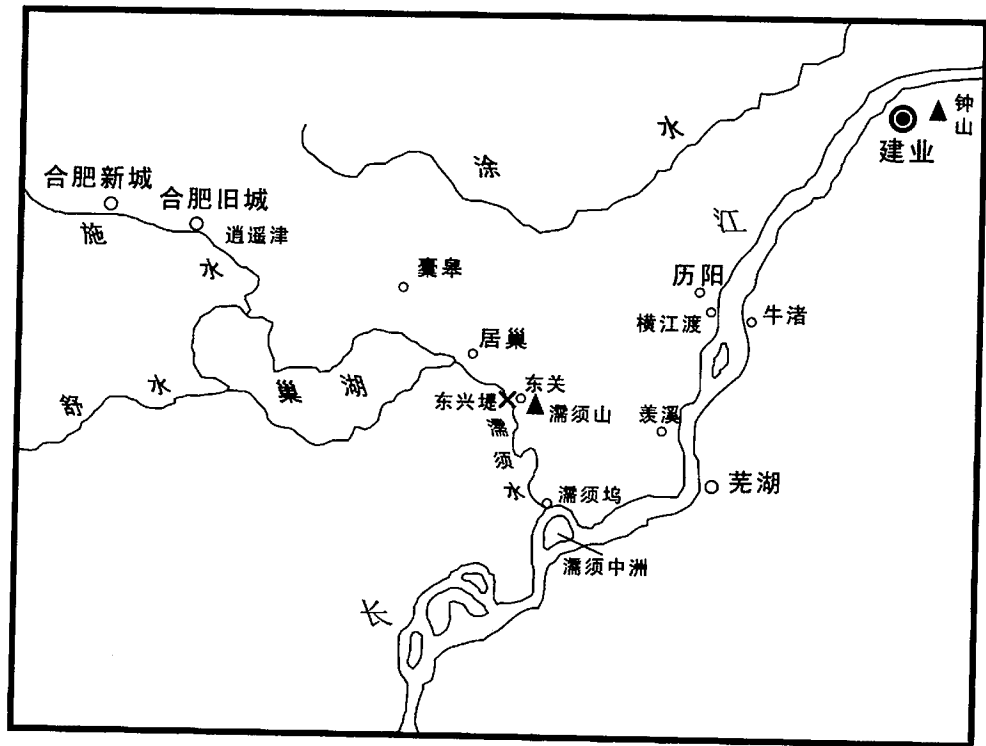 钟山
建业
涂水
合肥新城
合肥旧城
施水
逍遥津
江
橐皋
历阳
横江渡
牛渚
居巢
舒水
巢湖
东关
东兴堤
濡须山
濡须水
羡溪
芜湖
濡须坞
濡须中洲
长